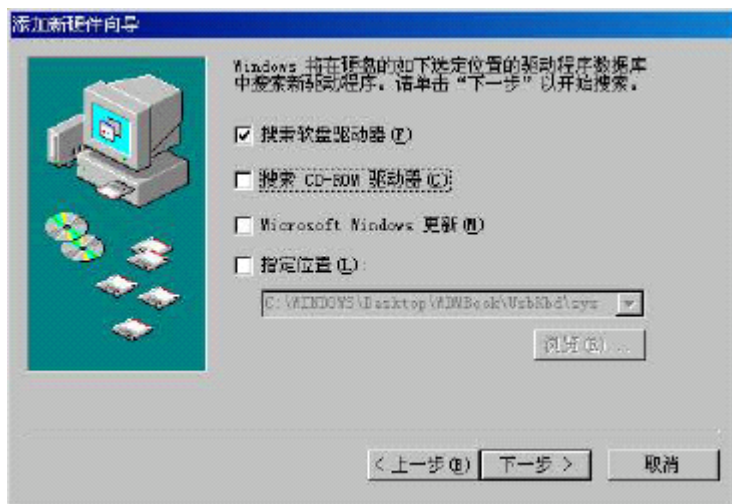 添加新硬件向导
Windows 将在硬盘的如下选定位置的驱动程序数据库
中搜索新驱动程序。请单击“下一步”以开始搜索。
搜索软盘驱动器(F)
搜索 CD-ROM 驱动器(C)
Microsoft Windows 更新(M)
指定位置(L):
C:\WINDOWS\Desktop\WDMBook\UsbKbd\sys
浏览(R)...
<上一步(B)
下一步 >
取消